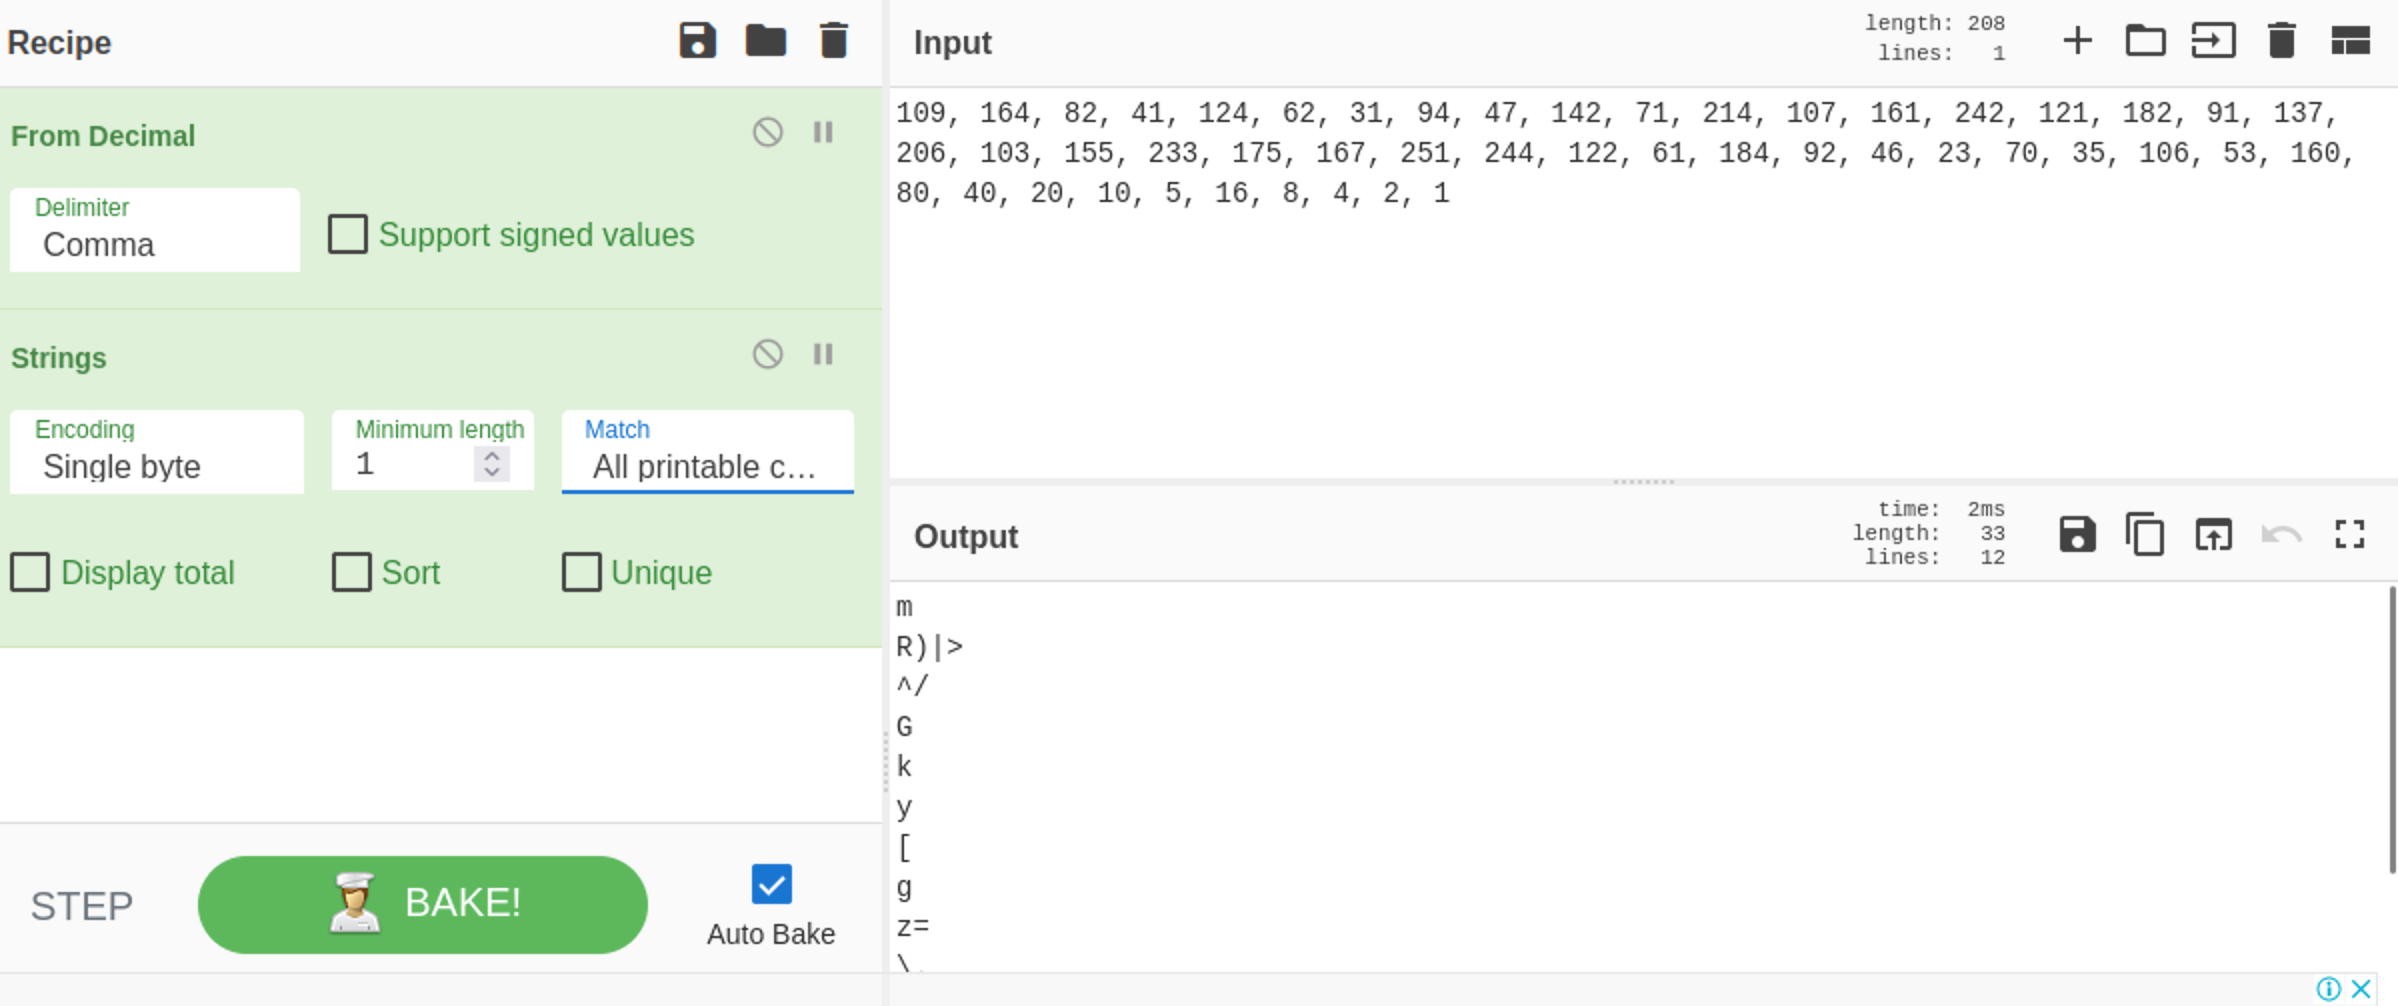 Recipe
From Decimal
Delimiter
Comma
Support signed values
Strings
Encoding
Single byte
Minimum length
1
Match
All printable c...
Display total
Sort
Unique
STEP
BAKE!
Auto Bake
Input
length: 208
lines: 1
109, 164, 82, 41, 124, 62, 31, 94, 47, 142, 71, 214, 107, 161, 242, 121, 182, 91, 137,
206, 103, 155, 233, 175, 167, 251, 244, 122, 61, 184, 92, 46, 23, 70, 35, 106, 53, 160,
80, 40, 20, 10, 5, 16, 8, 4, 2, 1
Output
time: 2ms
length: 33
lines: 12
m
R)|>
^/
G
k
y
[
g
z=
\.